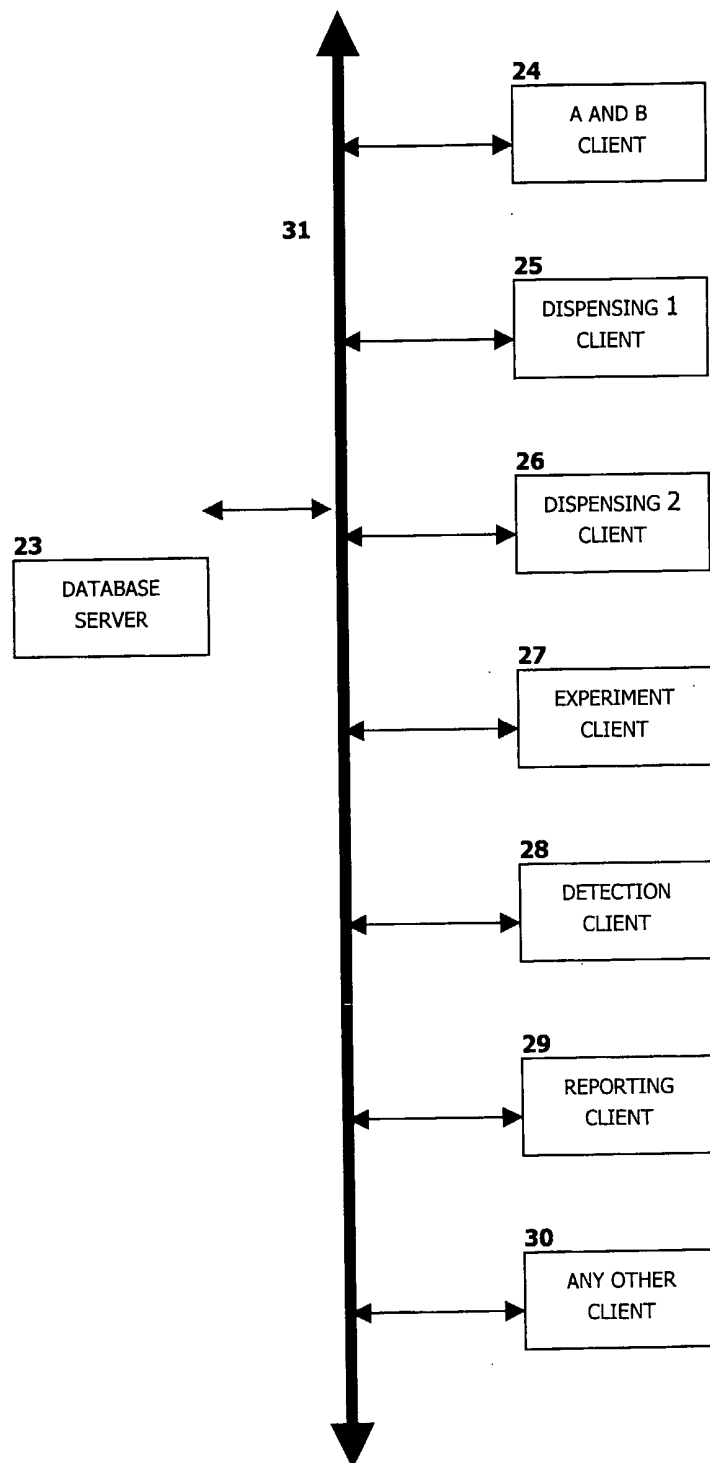 24
A AND B
CLIENT
31
25
DISPENSING 1
CLIENT
26
DISPENSING 2
CLIENT
23
DATABASE
SERVER
27
EXPERIMENT
CLIENT
28
DETECTION
CLIENT
29
REPORTING
CLIENT
30
ANY OTHER
CLIENT